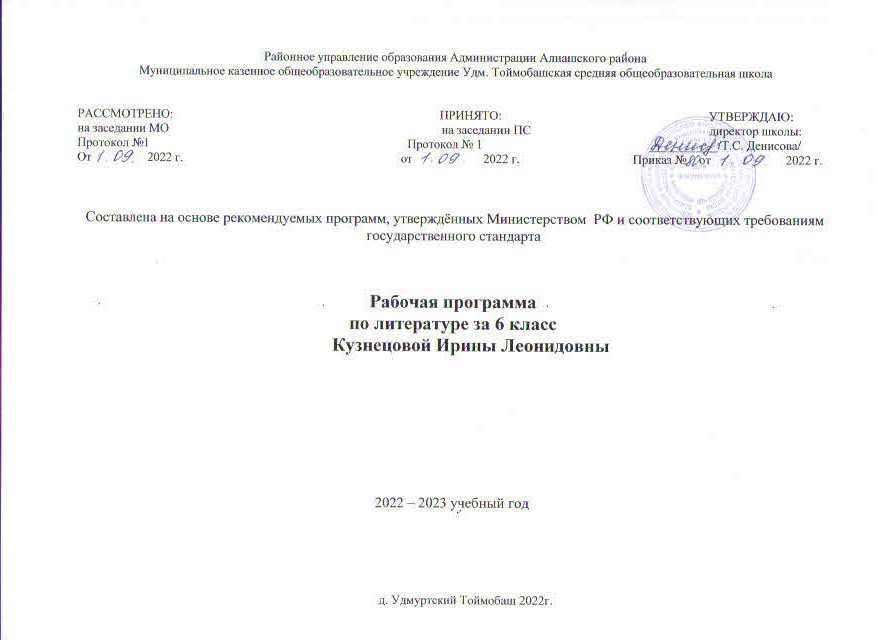 Районное управление образования Администрации Алнашского района
Муниципальное казенное общеобразовательное учреждение Удм. Тоймобашская средняя общеобразовательная школа
РАССМОТРЕНО:
на заседании МО
Протокол №1
От 1.09. 2022 г.
ПРИНЯТО:
на заседании ПС
Протокол № 1
от 1.09 2022 г.
УТВЕРЖДАЮ:
директор школы:
Денис /Т.С. Денисова/
Приказ № от 1.09. 2022 г.
Составлена на основе рекомендуемых программ, утверждённых Министерством РФ и соответствующих требованиям
государственного стандарта
Рабочая программа
по литературе за 6 класс
Кузнецовой Ирины Леонидовны
2022 – 2023 учебный год
д. Удмуртский Тоймобаш 2022г.